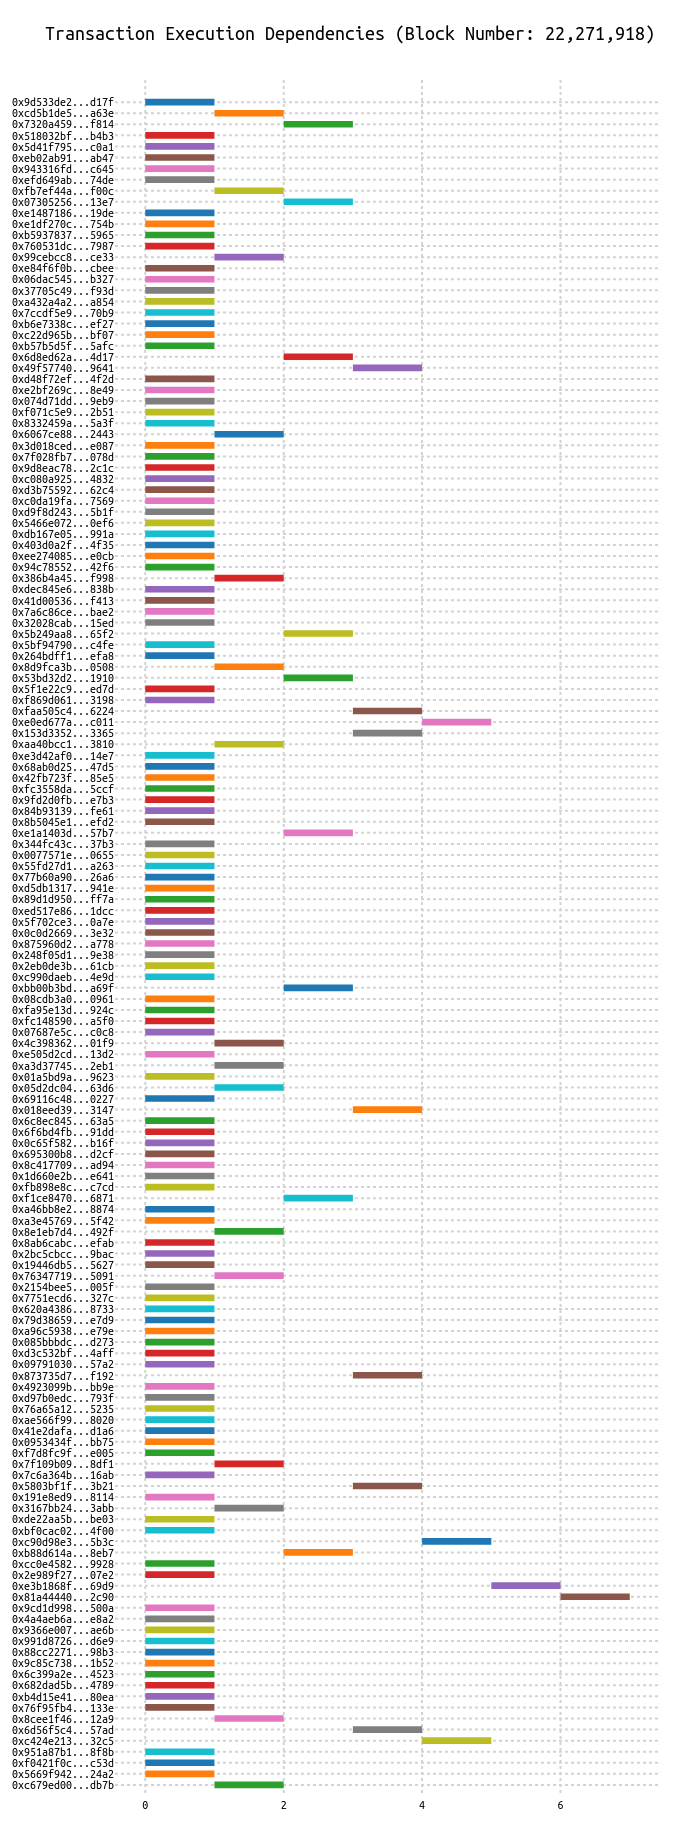 Transaction Execution Dependencies (Block Number: 22,271,918)
0x9d533de2...d17f
0xcd5b1de5...a63e
0x7320a459...f814
0x518032bf...b4b3
0x5d41f795...c0a1
0xeb02ab91...ab47
0x943316fd...c645
0xefd649ab...74de
0xfb7ef44a...f00c
0x07305256...13e7
0xe1487186...19de
0xe1df270c...754b
0xb5937837...5965
0x760531dc...7987
0x99cebcc8...ce33
0xe84f6f0b...cbee
0x06dac545...b327
0x37705c49...f93d
0xa432a4a2...a854
0x7ccdf5e9...70b9
0xb6e7338c...ef27
0xc22d965b...bf07
0xb57b5d5f...5afc
0x6d8ed62a...4d17
0x49f57740...9641
0xd48f72ef...4f2d
0xe2bf269c...8e49
0x074d71dd...9eb9
0xf071c5e9...2b51
0x8332459a...5a3f
0x6067ce88...2443
0x3d018ced...e087
0x7f028fb7...078d
0x9d8eac78...2c1c
0xc080a925...4832
0xd3b75592...62c4
0xc0da19fa...7569
0xd9f8d243...5b1f
0x5466e072...0ef6
0xdb167e05...991a
0x403d0a2f...4f35
0xee274085...e0cb
0x94c78552...42f6
0x386b4a45...f998
0xdec845e6...838b
0x41d00536...f413
0x7a6c86ce...bae2
0x32028cab...15ed
0x5b249aa8...65f2
0x5bf94790...c4fe
0x264bdff1...efa8
0x8d9fca3b...0508
0x53bd32d2...1910
0x5f1e22c9...ed7d
0xf869d061...3198
0xfaa505c4...6224
0xe0ed677a...c011
0x153d3352...3365
0xaa40bcc1...3810
0xe3d42af0...14e7
0x68ab0d25...47d5
0x42fb723f...85e5
0xfc3558da...5ccf
0x9fd2d0fb...e7b3
0x84b93139...fe61
0x8b5045e1...efd2
0xe1a1403d...57b7
0x344fc43c...37b3
0x0077571e...0655
0x55fd27d1...a263
0x77b60a90...26a6
0xd5db1317...941e
0x89d1d950...ff7a
0xed517e86...1dcc
0x5f702ce3...0a7e
0x0c0d2669...3e32
0x875960d2...a778
0x248f05d1...9e38
0x2eb0de3b...61cb
0xc990daeb...4e9d
0xbb00b3bd...a69f
0x08cdb3a0...0961
0xfa95e13d...924c
0xfc148590...a5f0
0x07687e5c...c0c8
0x4c398362...01f9
0xe505d2cd...13d2
0xa3d37745...2eb1
0x01a5bd9a...9623
0x05d2dc04...63d6
0x69116c48...0227
0x018eed39...3147
0x6c8ec845...63a5
0x6f6bd4fb...91dd
0x0c65f582...b16f
0x695300b8...d2cf
0x8c417709...ad94
0x1d660e2b...e641
0xfb898e8c...c7cd
0xf1ce8470...6871
0xa46bb8e2...8874
0xa3e45769...5f42
0x8e1eb7d4...492f
0x8ab6cabc...efab
0x2bc5cbcc...9bac
0x19446db5...5627
0x76347719...5091
0x2154bee5...005f
0x7751ecd6...327c
0x620a4386...8733
0x79d38659...e7d9
0xa96c5938...e79e
0x085bbbdc...d273
0xd3c532bf...4aff
0x09791030...57a2
0x873735d7...f192
0x4923099b...bb9e
0xd97b0edc...793f
0x76a65a12...5235
0xae566f99...8020
0x41e2dafa...d1a6
0x0953434f...bb75
0xf7d8fc9f...e005
0x7f109b09...8df1
0x7c6a364b...16ab
0x5803bf1f...3b21
0x191e8ed9...8114
0x3167bb24...3abb
0xde22aa5b...be03
0xbf0cac02...4f00
0xc90d98e3...5b3c
0xb88d614a...8eb7
0xcc0e4582...9928
0x2e989f27...07e2
0xe3b1868f...69d9
0x81a44440...2c90
0x9cd1d998...500a
0x4a4aeb6a...e8a2
0x9366e007...ae6b
0x991d8726...d6e9
0x88cc2271...98b3
0x9c85c738...1b52
0x6c399a2e...4523
0x682dad5b...4789
0xb4d15e41...80ea
0x76f95fb4...133e
0x8cee1f46...12a9
0x6d56f5c4...57ad
0xc424e213...32c5
0x951a87b1...8f8b
0xf0421f0c...c53d
0x5669f942...24a2
0xc679ed00...db7b
0 2 4 6